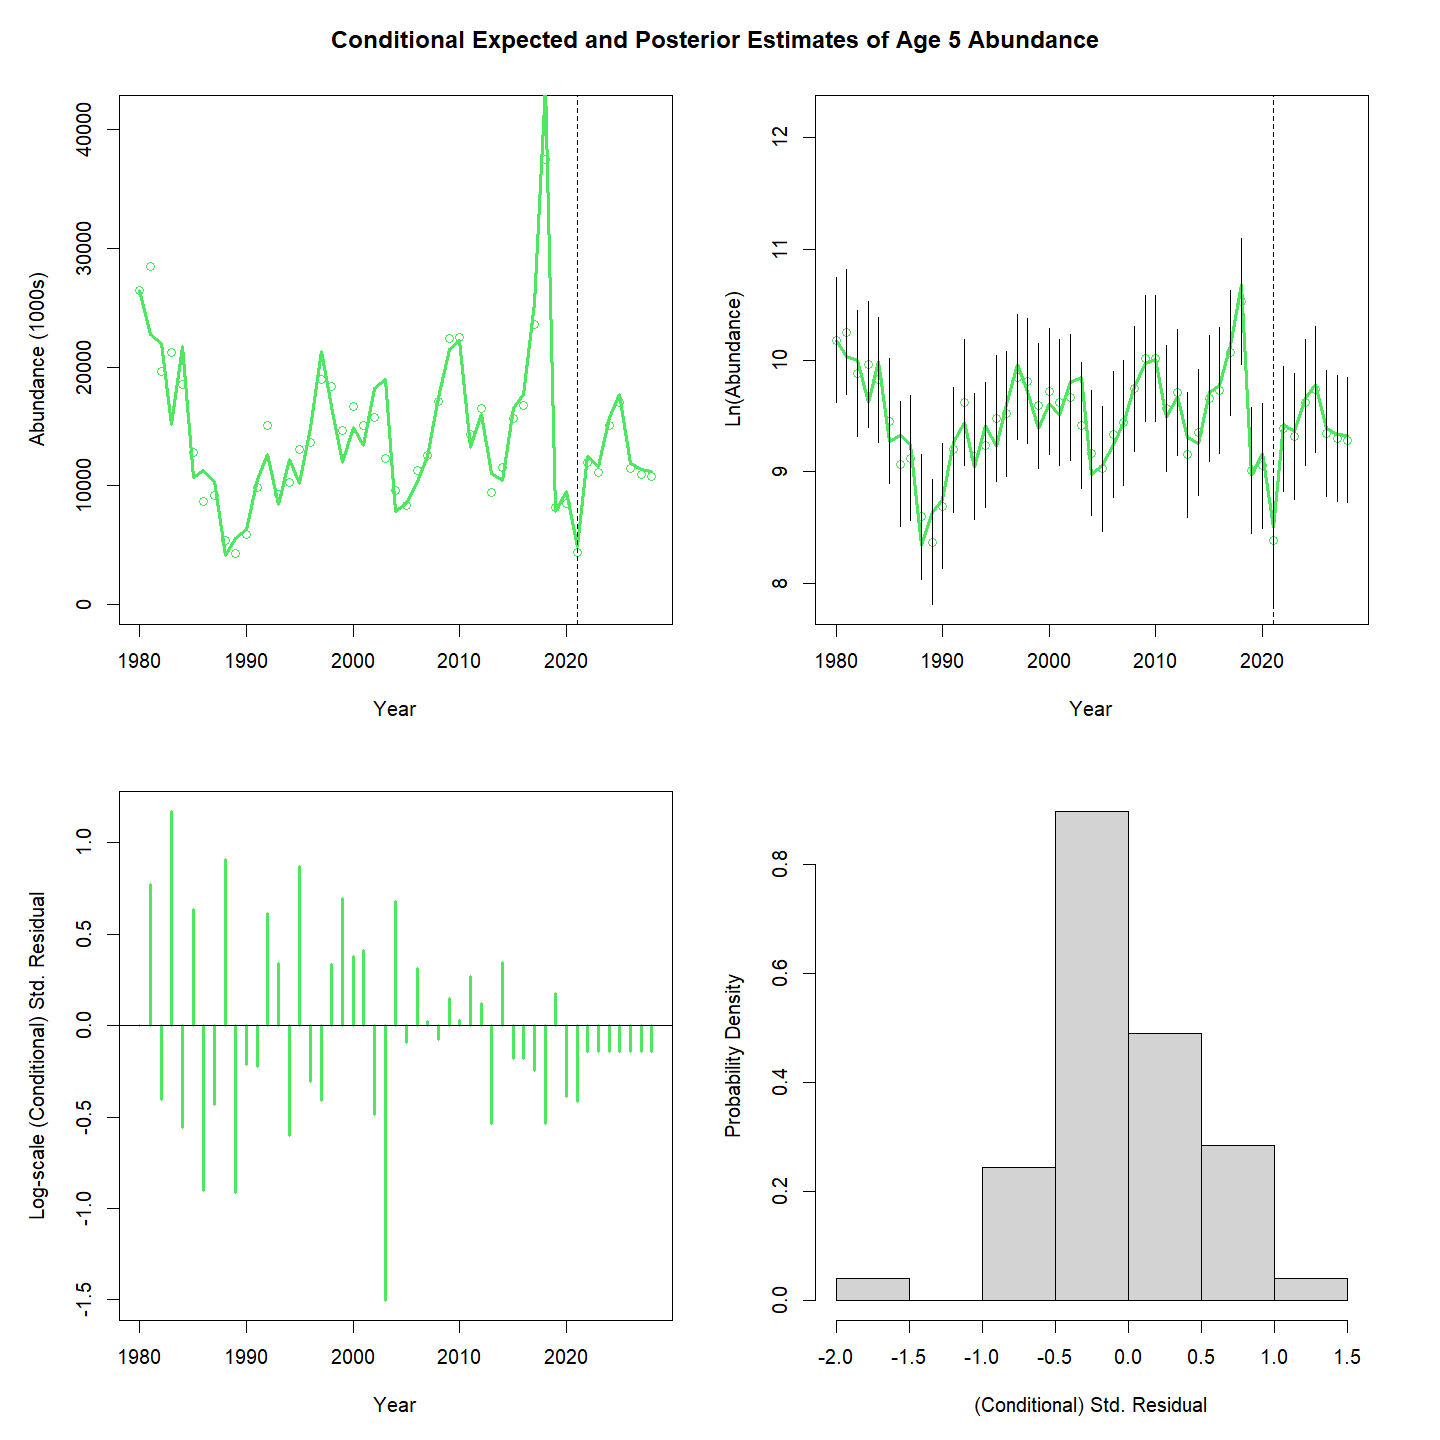 Conditional Expected and Posterior Estimates of Age 5 Abundance
Abundance (1000s)
40000
30000
20000
10000
0
1980 1990 2000 2010 2020
Year
Ln(Abundance)
12
11
10
9
8
1980 1990 2000 2010 2020
Year
Log-scale (Conditional) Std. Residual
1.0
0.5
0.0
-0.5
-1.0
-1.5
1980 1990 2000 2010 2020
Year
Probability Density
0.8
0.6
0.4
0.2
0.0
-2.0 -1.5 -1.0 -0.5 0.0 0.5 1.0 1.5
(Conditional) Std. Residual